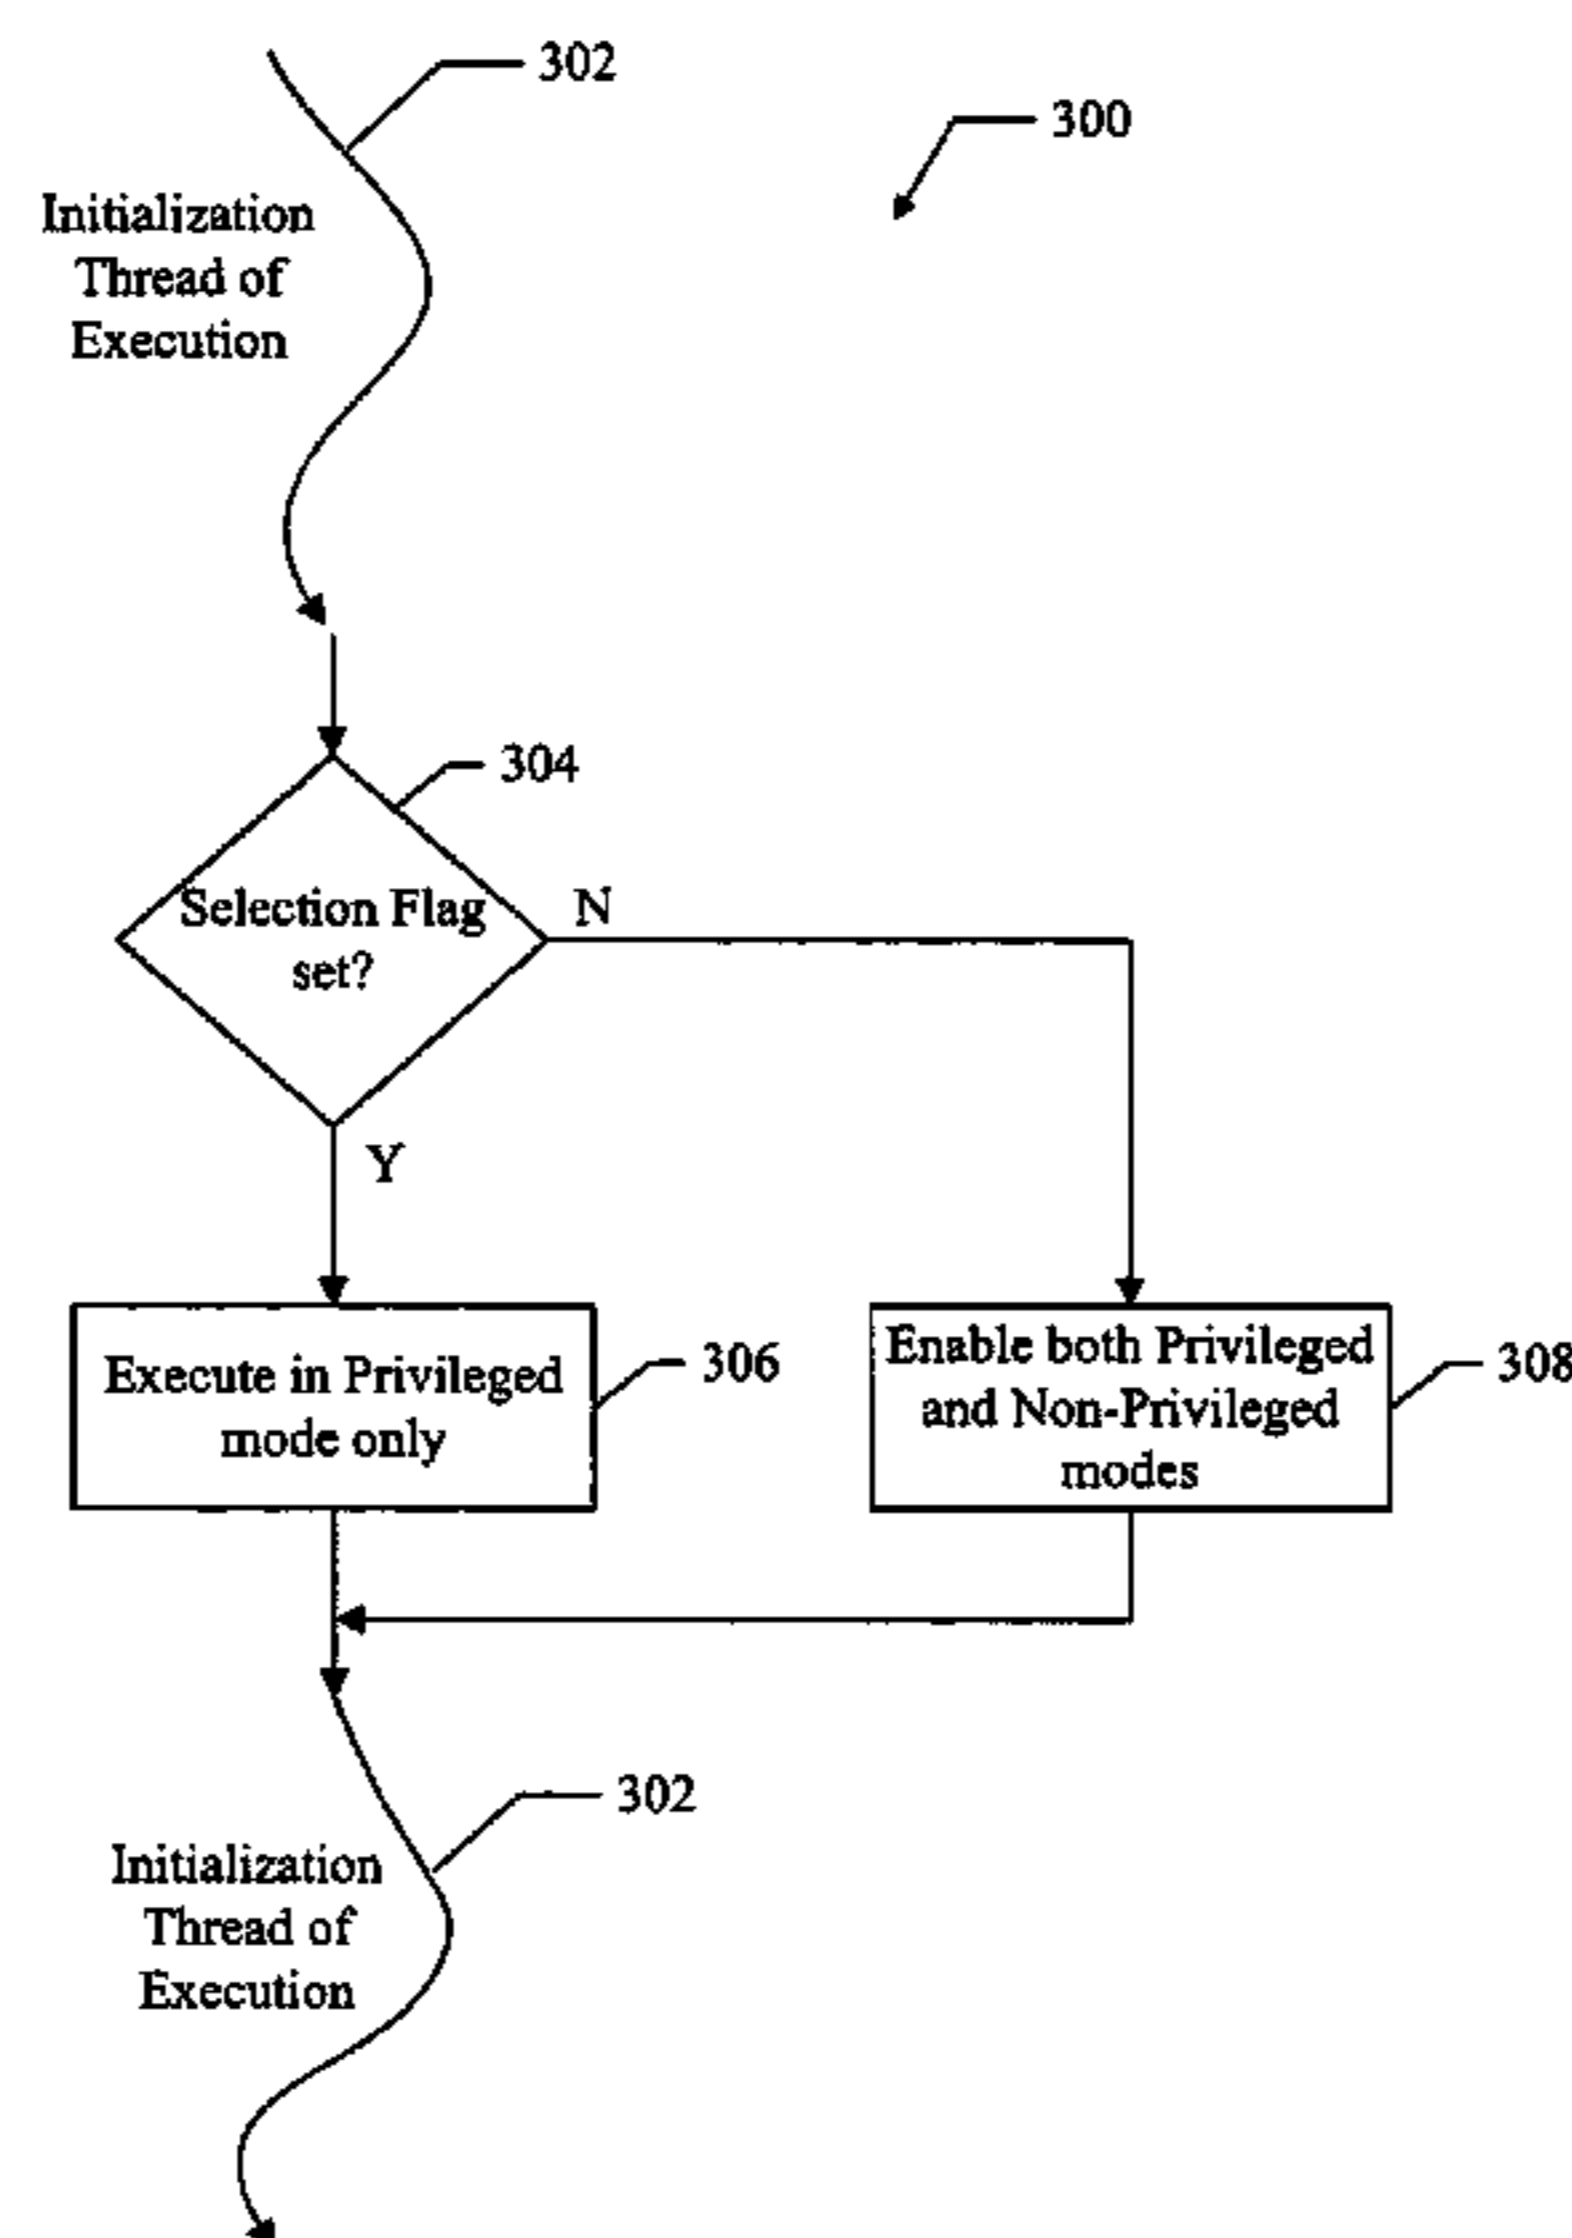 302
300
Initialization
Thread of
Execution
304
Selection Flag
set?
N
Y
Execute in Privileged
mode only
306
Enable both Privileged
and Non-Privileged
modes
308
302
Initialization
Thread of
Execution